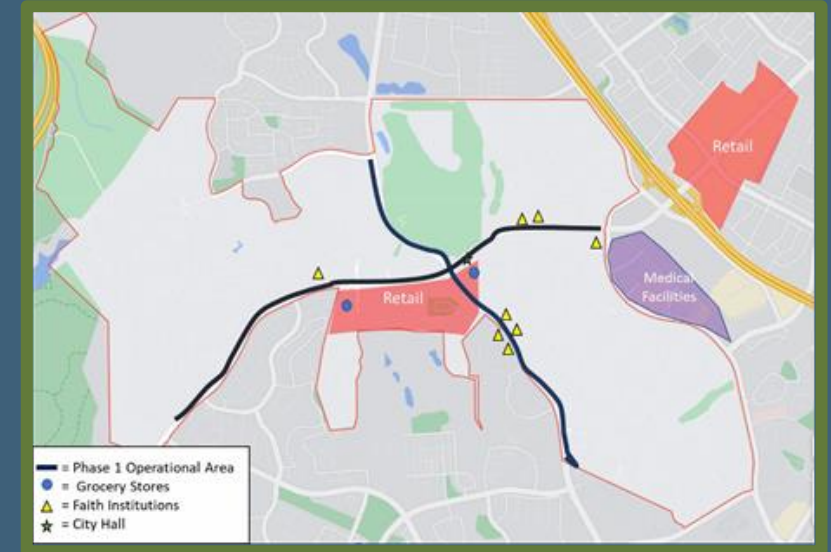 Retail
Medical
Facilities
Retail
= Phase 1 Operational Area
= Grocery Stores
= Faith Institutions
= City Hall